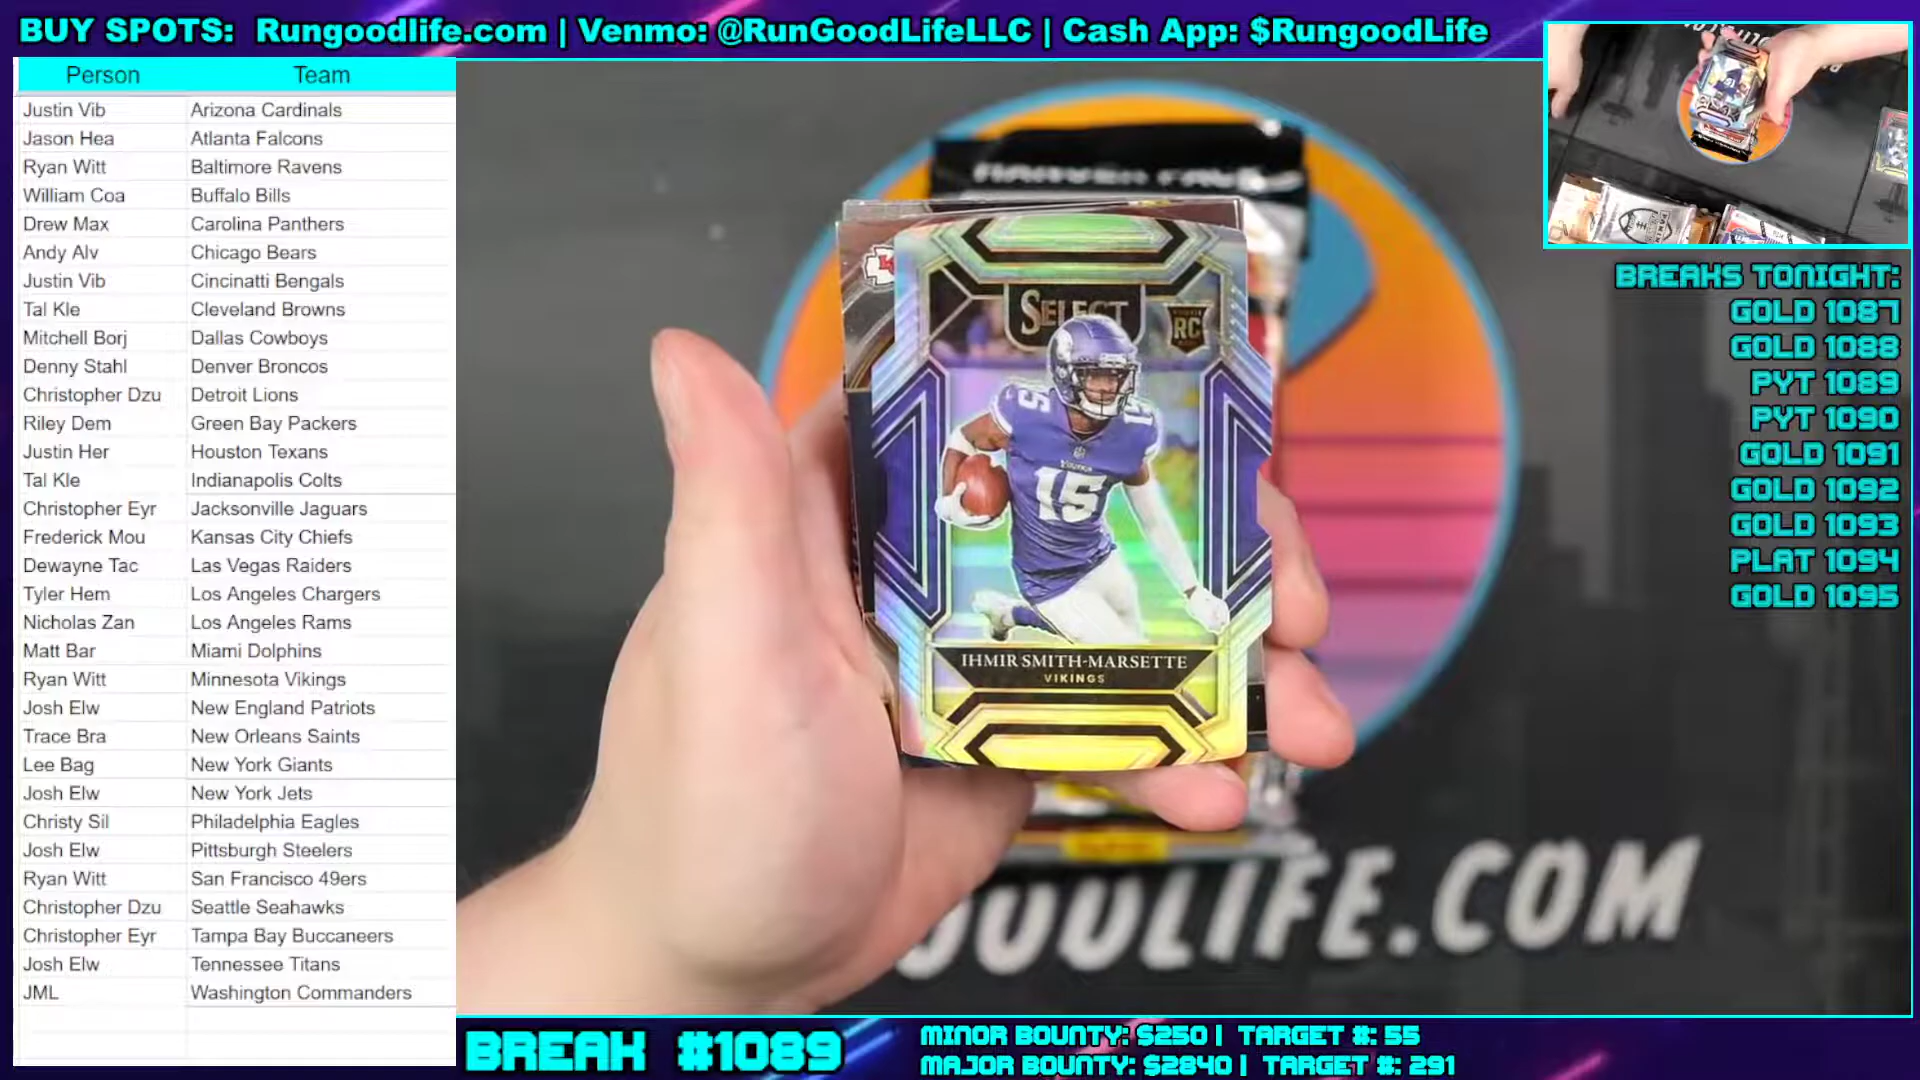 BUY SPOTS: Rungoodlife.com | Venmo: @RunGoodLifeLLC | Cash App: $RungoodLife
Person Team
Justin Vib Arizona Cardinals
Jason Hea Atlanta Falcons
Ryan Witt Baltimore Ravens
William Coa Buffalo Bills
Drew Max Carolina Panthers
Andy Alv Chicago Bears
Justin Vib Cincinatti Bengals
Tal Kle Cleveland Browns
Mitchell Borj Dallas Cowboys
Denny Stahl Denver Broncos
Christopher Dzu Detroit Lions
Riley Dem Green Bay Packers
Justin Her Houston Texans
Tal Kle Indianapolis Colts
Christopher Eyr Jacksonville Jaguars
Frederick Mou Kansas City Chiefs
Dewayne Tac Las Vegas Raiders
Tyler Hem Los Angeles Chargers
Nicholas Zan Los Angeles Rams
Matt Bar Miami Dolphins
Ryan Witt Minnesota Vikings
Josh Elw New England Patriots
Trace Bra New Orleans Saints
Lee Bag New York Giants
Josh Elw New York Jets
Christy Sil Philadelphia Eagles
Josh Elw Pittsburgh Steelers
Ryan Witt San Francisco 49ers
Christopher Dzu Seattle Seahawks
Christopher Eyr Tampa Bay Buccaneers
Josh Elw Tennessee Titans
JML Washington Commanders
SELECT
RC
15
15
IHMIR SMITH-MARSETTE
VIKINGS
OODLIFE.COM
BREAKS TONIGHT:
GOLD 1087
GOLD 1088
PYT 1089
PYT 1090
GOLD 1091
GOLD 1092
GOLD 1093
PLAT 1094
GOLD 1095
BREAK #1089
MINOR BOUNTY: $250 | TARGET #: 55
MAJOR BOUNTY: $2840 | TARGET #: 291